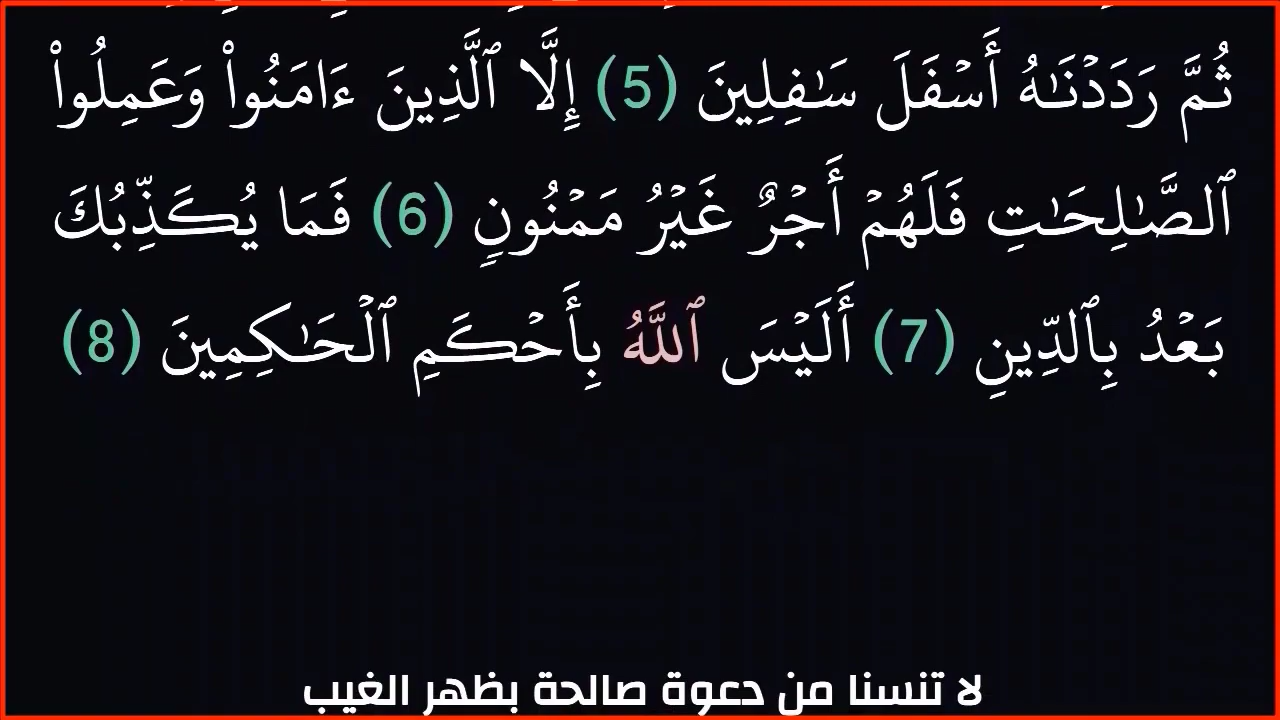 ثُمَّ رَدَدۡنَـٰهُ أَسۡفَلَ سَـٰفِلِينَ (5) إِلَّا ٱلَّذِينَ ءَامَنُوا۟ وَعَمِلُوا۟
ٱلصَّـٰلِحَـٰتِ فَلَهُمۡ أَجۡرٌ غَيۡرُ مَمۡنُونٍ (6) فَمَا يُكَذِّبُكَ
بَعۡدُ بِٱلدِّينِ (7) أَلَيۡسَ ٱللَّهُ بِأَحۡكَمِ ٱلۡحَـٰكِمِينَ (8)
لا تنسنا من دعوة صالحة بظهر الغيب